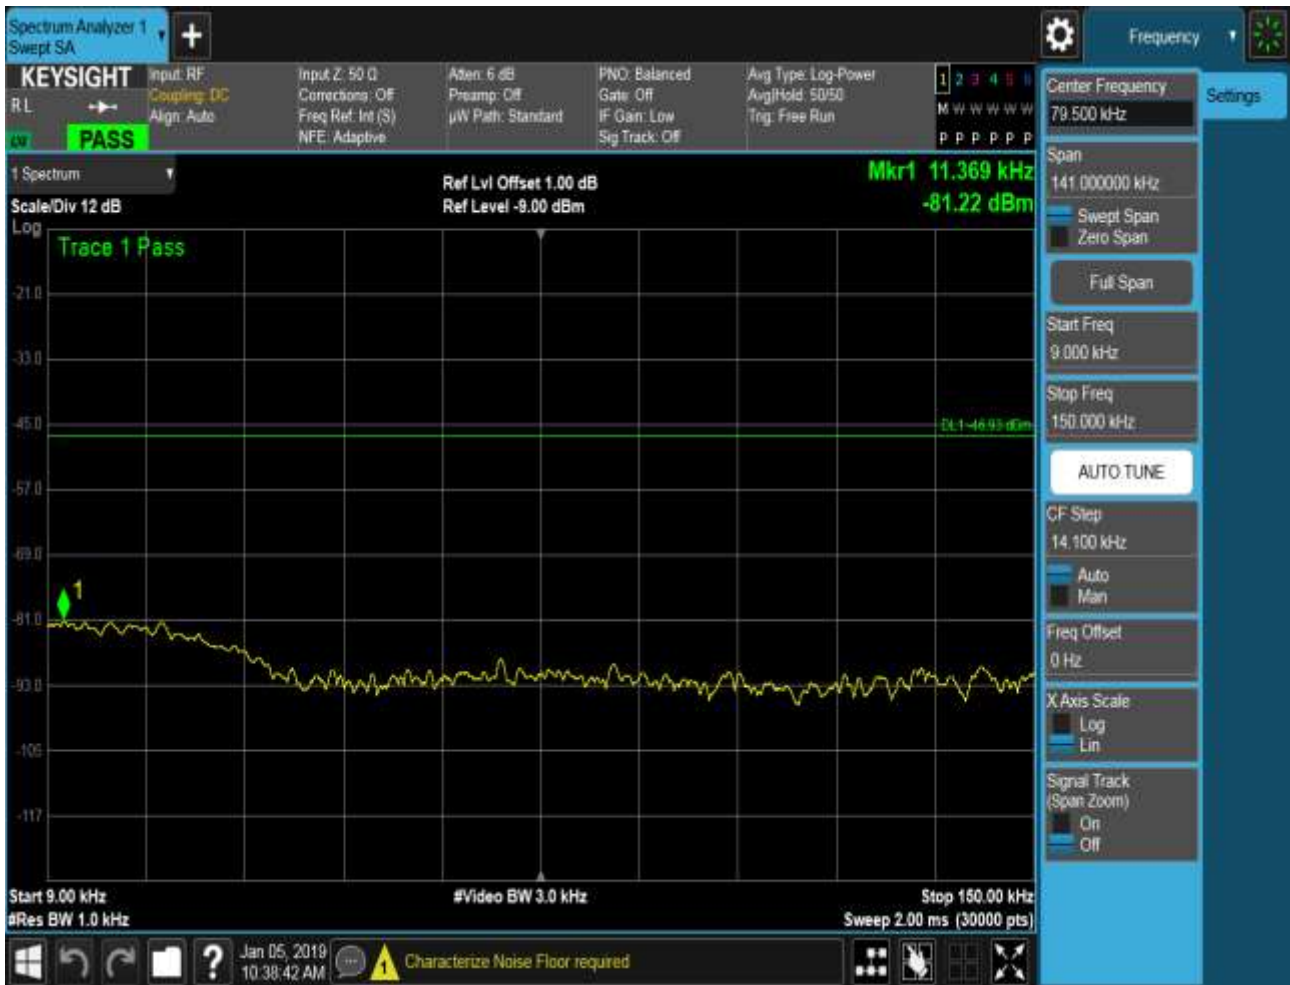 Spectrum Analyzer 1
Swept SA
Frequency
KEYSIGHT
R L
PASS
Input: RF
Coupling: DC
Align: Auto
Input Z: 50 Ω
Corrections: Off
Freq Ref: Int (S)
NFE: Adaptive
Atten: 6 dB
Preamp: Off
µW Path: Standard
PNO: Balanced
Gate: Off
IF Gain: Low
Sig Track: Off
Avg Type: Log-Power
Avg|Hold: 50/50
Trig: Free Run
1 2 3 4 5 6
M W W W W W
P P P P P P
1 Spectrum
Scale/Div 12 dB
Ref Lvl Offset 1.00 dB
Ref Level -9.00 dBm
Mkr1 11.369 kHz
-81.22 dBm
Log
Trace 1 Pass
-21.0
-33.0
-45.0
DL1 -46.93 dBm
-57.0
-69.0
1
-81.0
-93.0
-105
-117
Start 9.00 kHz
#Res BW 1.0 kHz
#Video BW 3.0 kHz
Stop 150.00 kHz
Sweep 2.00 ms (30000 pts)
Center Frequency
79.500 kHz
Settings
Span
141.000000 kHz
Swept Span
Zero Span
Full Span
Start Freq
9.000 kHz
Stop Freq
150.000 kHz
AUTO TUNE
CF Step
14.100 kHz
Auto
Man
Freq Offset
0 Hz
X Axis Scale
Log
Lin
Signal Track
(Span Zoom)
On
Off
?
Jan 05, 2019
10:38:42 AM
1
Characterize Noise Floor required